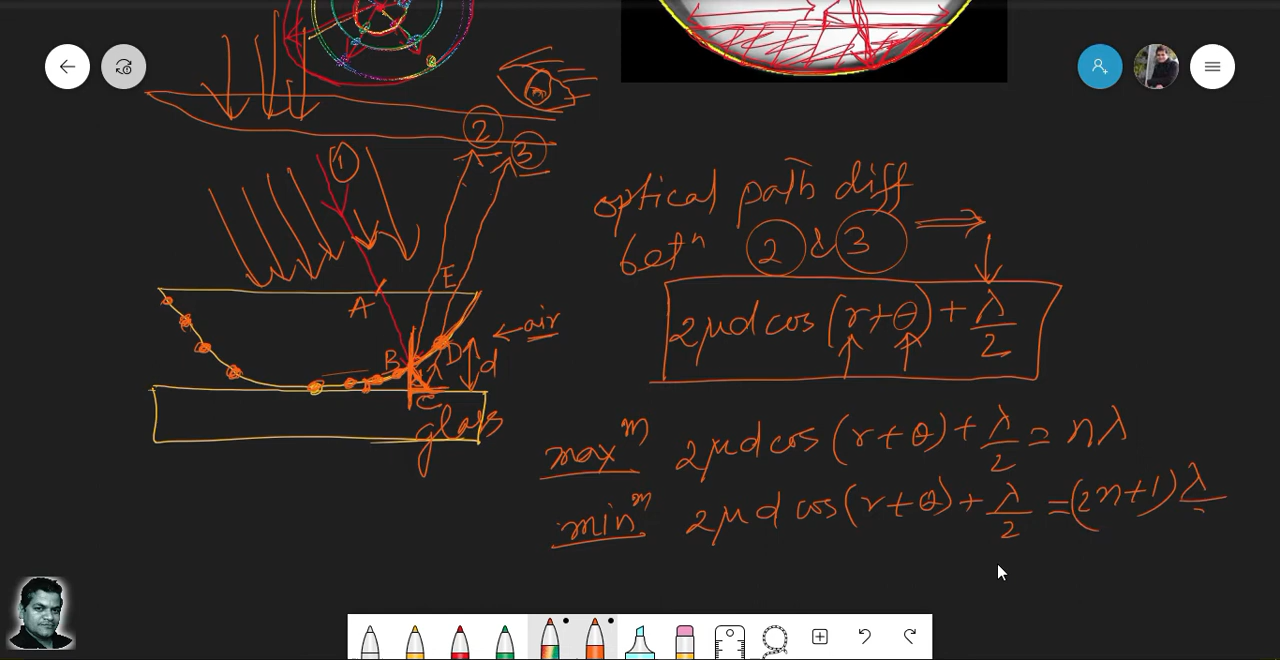 2
3
1
optical path diff
betⁿ 2 & 3 ⟹
E
A
2μd cos (r+θ) + λ/2
← air
B
D
d
C
glass
maxᵐ 2μd cos (r+θ) + λ/2 = nλ
minᵐ 2μd cos (r+θ) + λ/2 = (2n+1) λ